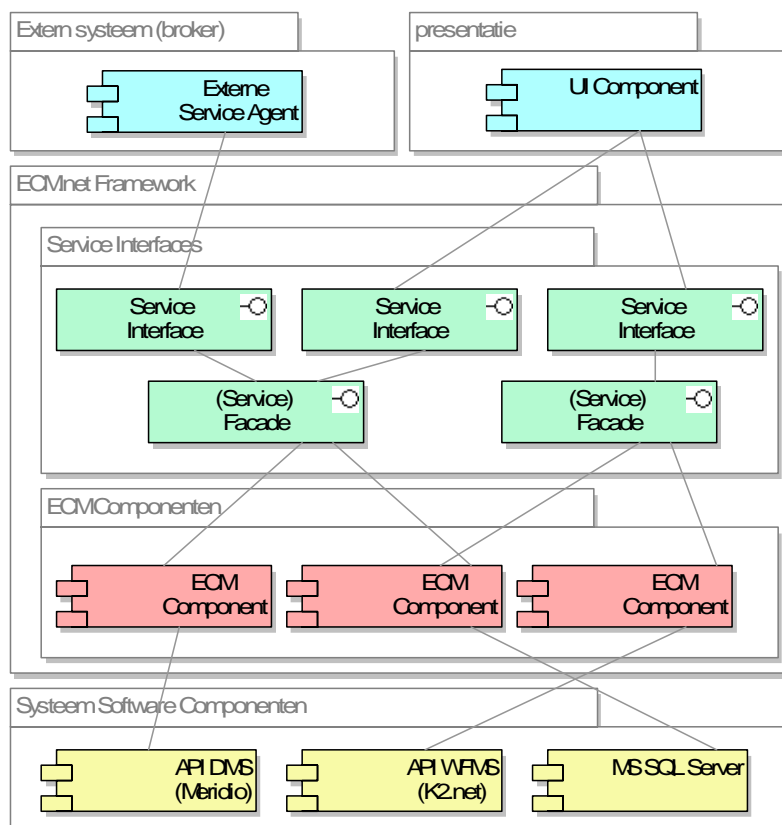 Extern systeem (broker)
presentatie
Externe
Service Agent
UI Component
ECMnet Framework
Service Interfaces
Service
Interface
Service
Interface
Service
Interface
(Service)
Facade
(Service)
Facade
ECM Componenten
ECM
Component
ECM
Component
ECM
Component
Systeem Software Componenten
API DMS
(Meridio)
API WFMS
(K2.net)
MS SQL Server